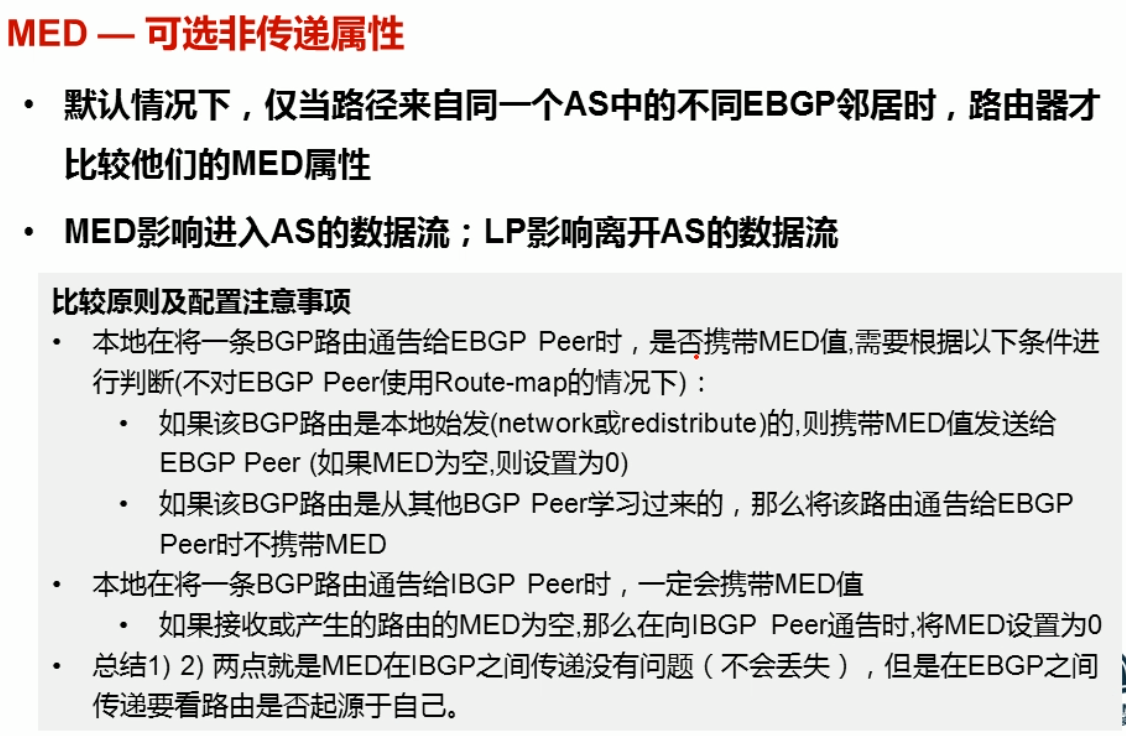 MED — 可选非传递属性
• 默认情况下，仅当路径来自同一个AS中的不同EBGP邻居时，路由器才
比较他们的MED属性
• MED影响进入AS的数据流；LP影响离开AS的数据流
比较原则及配置注意事项
• 本地在将一条BGP路由通告给EBGP Peer时，是否携带MED值,需要根据以下条件进
行判断(不对EBGP Peer使用Route-map的情况下)：
• 如果该BGP路由是本地始发(network或redistribute)的,则携带MED值发送给
EBGP Peer (如果MED为空,则设置为0)
• 如果该BGP路由是从其他BGP Peer学习过来的，那么将该路由通告给EBGP
Peer时不携带MED
• 本地在将一条BGP路由通告给IBGP Peer时，一定会携带MED值
• 如果接收或产生的路由的MED为空,那么在向IBGP Peer通告时,将MED设置为0
• 总结1) 2) 两点就是MED在IBGP之间传递没有问题（不会丢失），但是在EBGP之间
传递要看路由是否起源于自己。